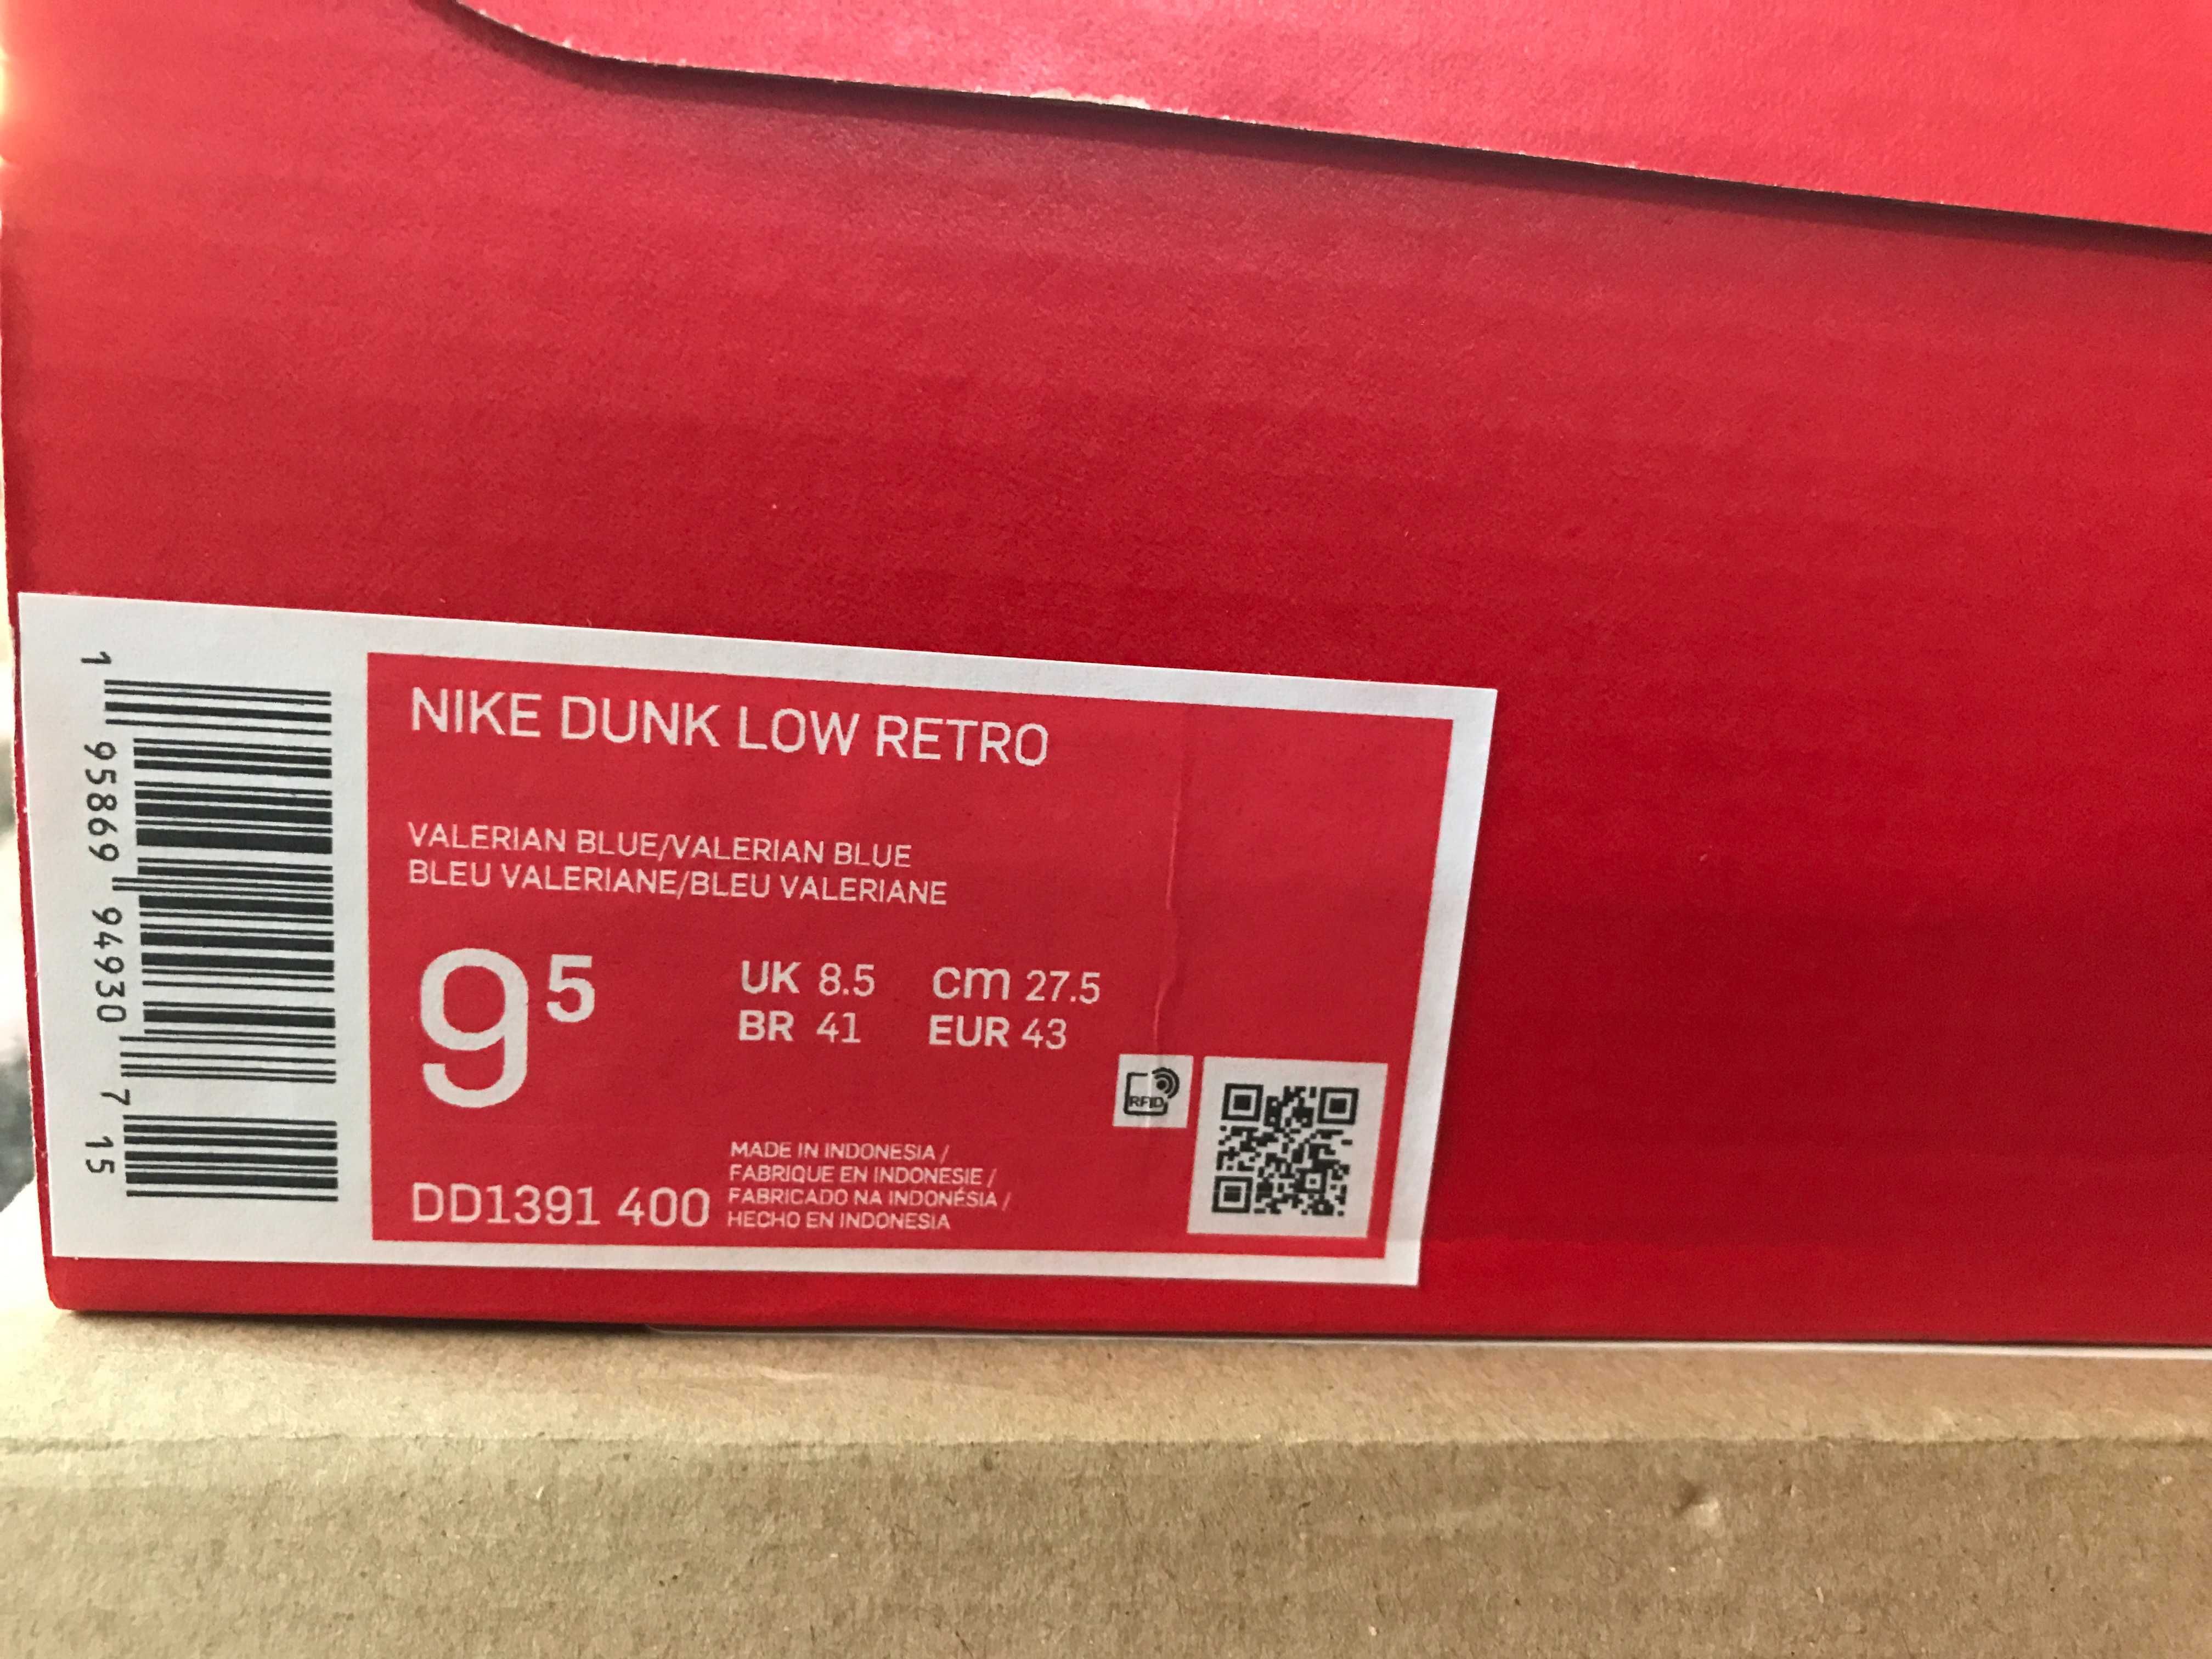 1 95869 94930 7 15
NIKE DUNK LOW RETRO
VALERIAN BLUE/VALERIAN BLUE
BLEU VALERIANE/BLEU VALERIANE
9⁵
UK 8.5 cm 27.5
BR 41 EUR 43
RFID
MADE IN INDONESIA /
FABRIQUE EN INDONESIE /
FABRICADO NA INDONÉSIA /
HECHO EN INDONESIA
DD1391 400